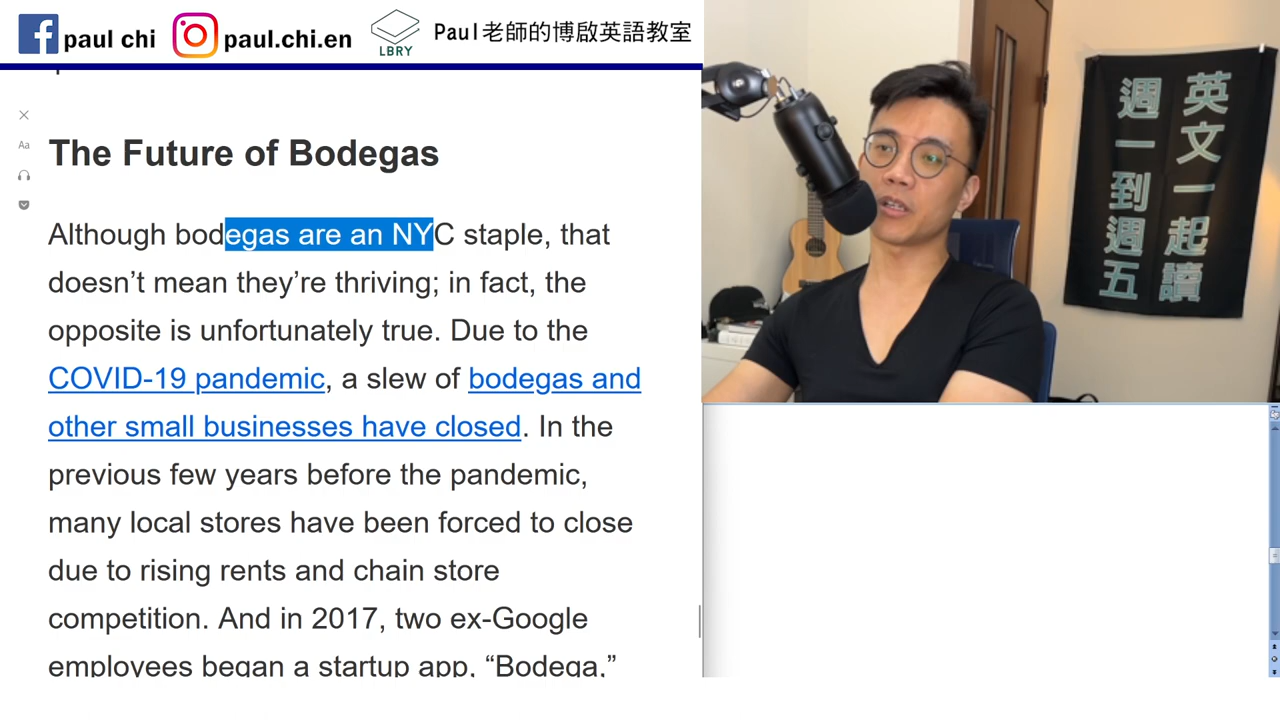 paul chi
paul.chi.en
LBRY
Paul老師的博啟英語教室
Aa
The Future of Bodegas
Although bodegas are an NYC staple, that
doesn’t mean they’re thriving; in fact, the
opposite is unfortunately true. Due to the
COVID-19 pandemic, a slew of bodegas and
other small businesses have closed. In the
previous few years before the pandemic,
many local stores have been forced to close
due to rising rents and chain store
competition. And in 2017, two ex-Google
employees began a startup app, “Bodega,”
英文一起讀
週一到週五